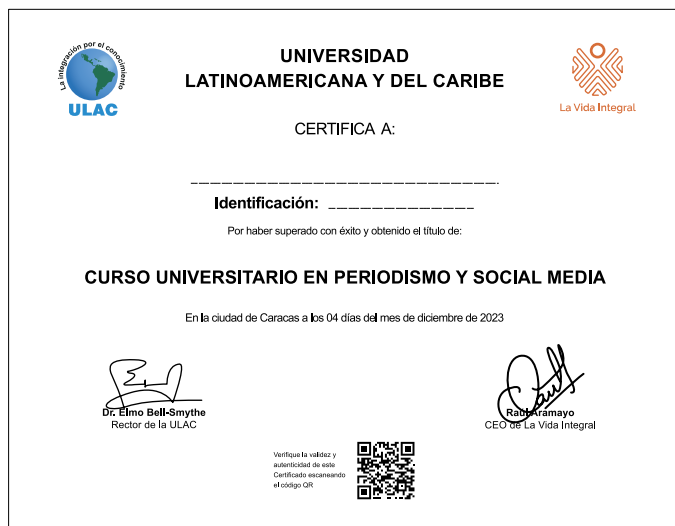 La integración por el conocimiento
ULAC
UNIVERSIDAD
LATINOAMERICANA Y DEL CARIBE
La Vida Integral
CERTIFICA A:
Identificación:
Por haber superado con éxito y obtenido el título de:
CURSO UNIVERSITARIO EN PERIODISMO Y SOCIAL MEDIA
En la ciudad de Caracas a los 04 días del mes de diciembre de 2023
Dr. Elmo Bell-Smythe
Rector de la ULAC
Raúl Aramayo
CEO de La Vida Integral
Verifique la validez y
autenticidad de este
Certificado escaneando
el código QR